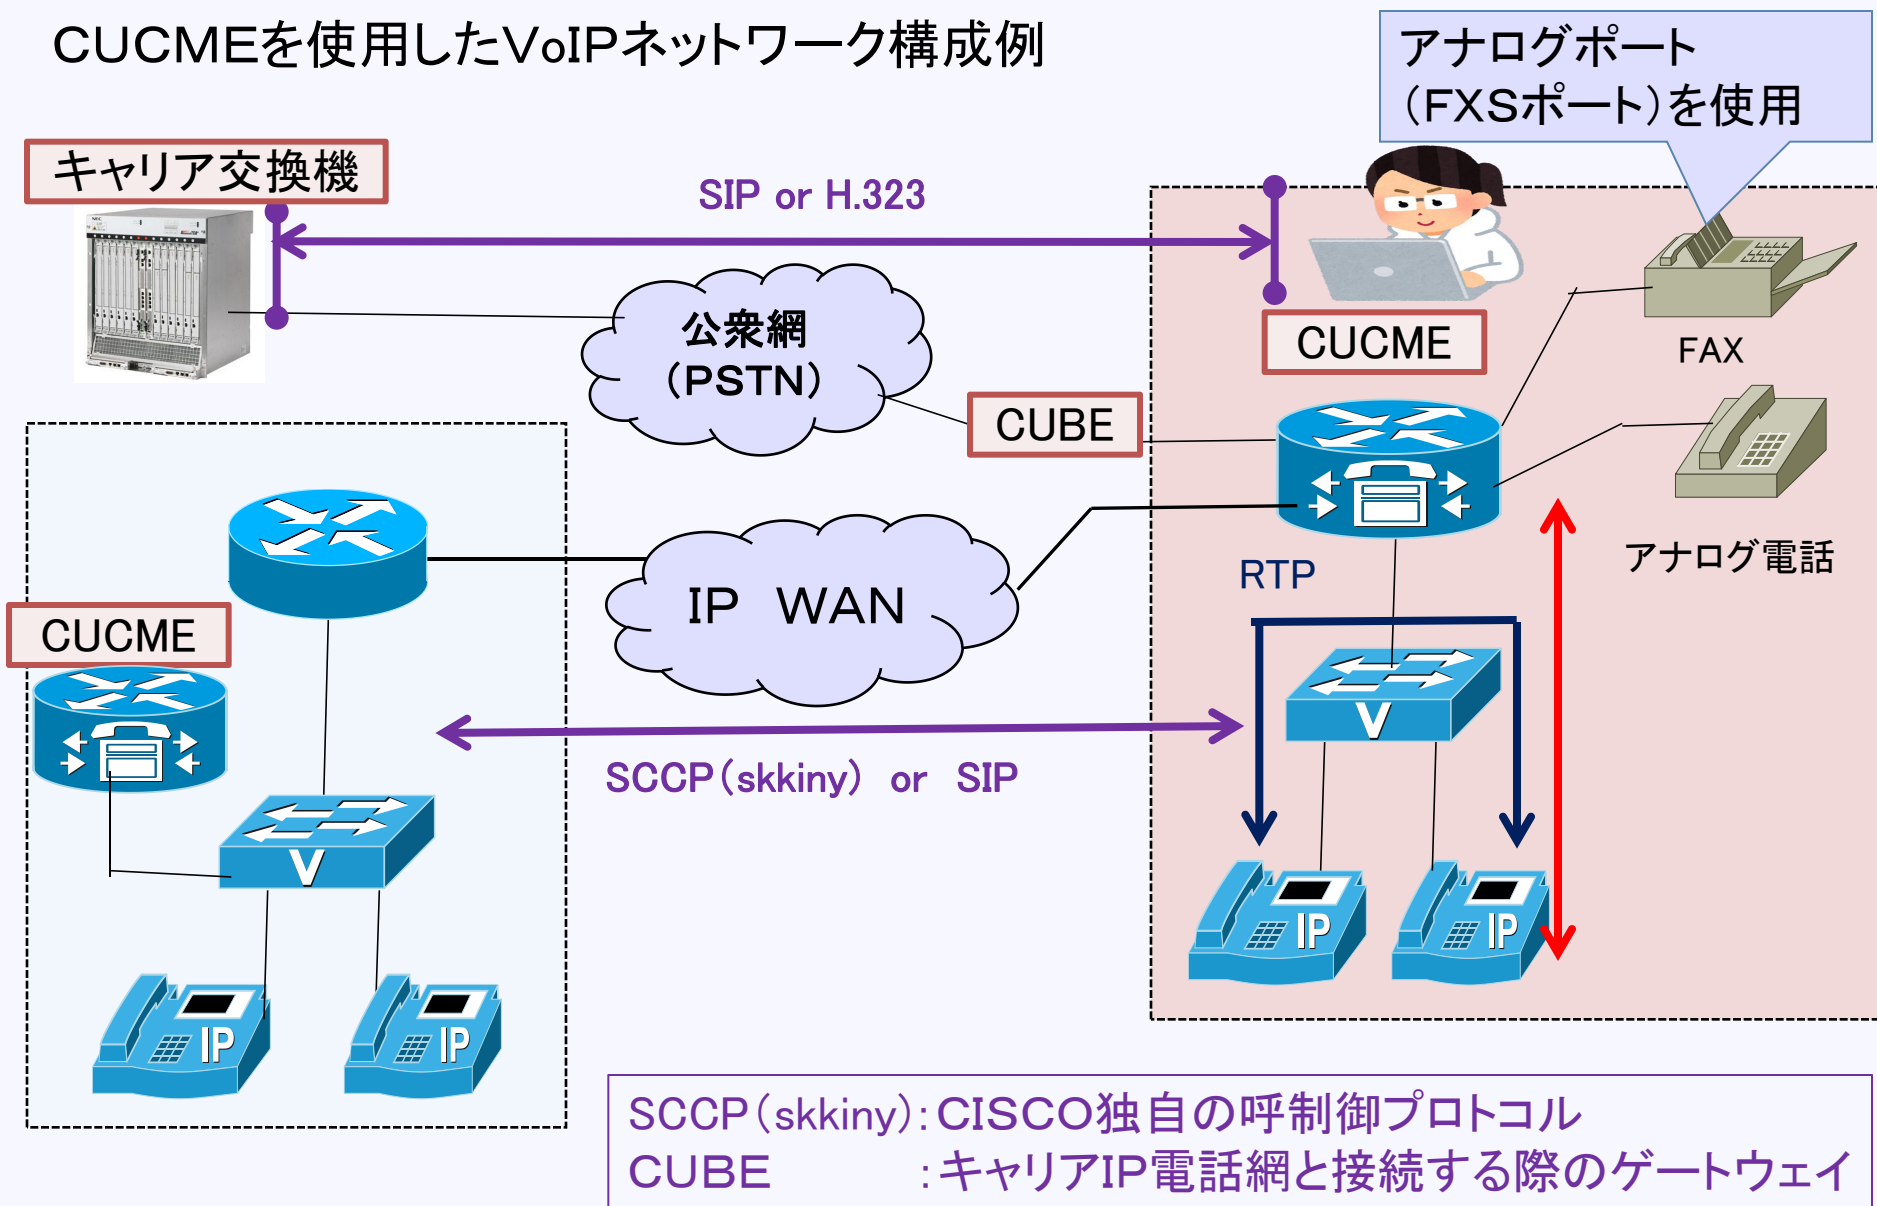 CUCMEを使用したVoIPネットワーク構成例
アナログポート
(FXSポート)を使用
キャリア交換機
SIP or H.323
公衆網
(PSTN)
CUCME
FAX
CUBE
アナログ電話
RTP
IP WAN
CUCME
V
SCCP(skkiny) or SIP
V
IP
IP
IP
IP
SCCP(skkiny):CISCO独自の呼制御プロトコル
CUBE :キャリアIP電話網と接続する際のゲートウェイ